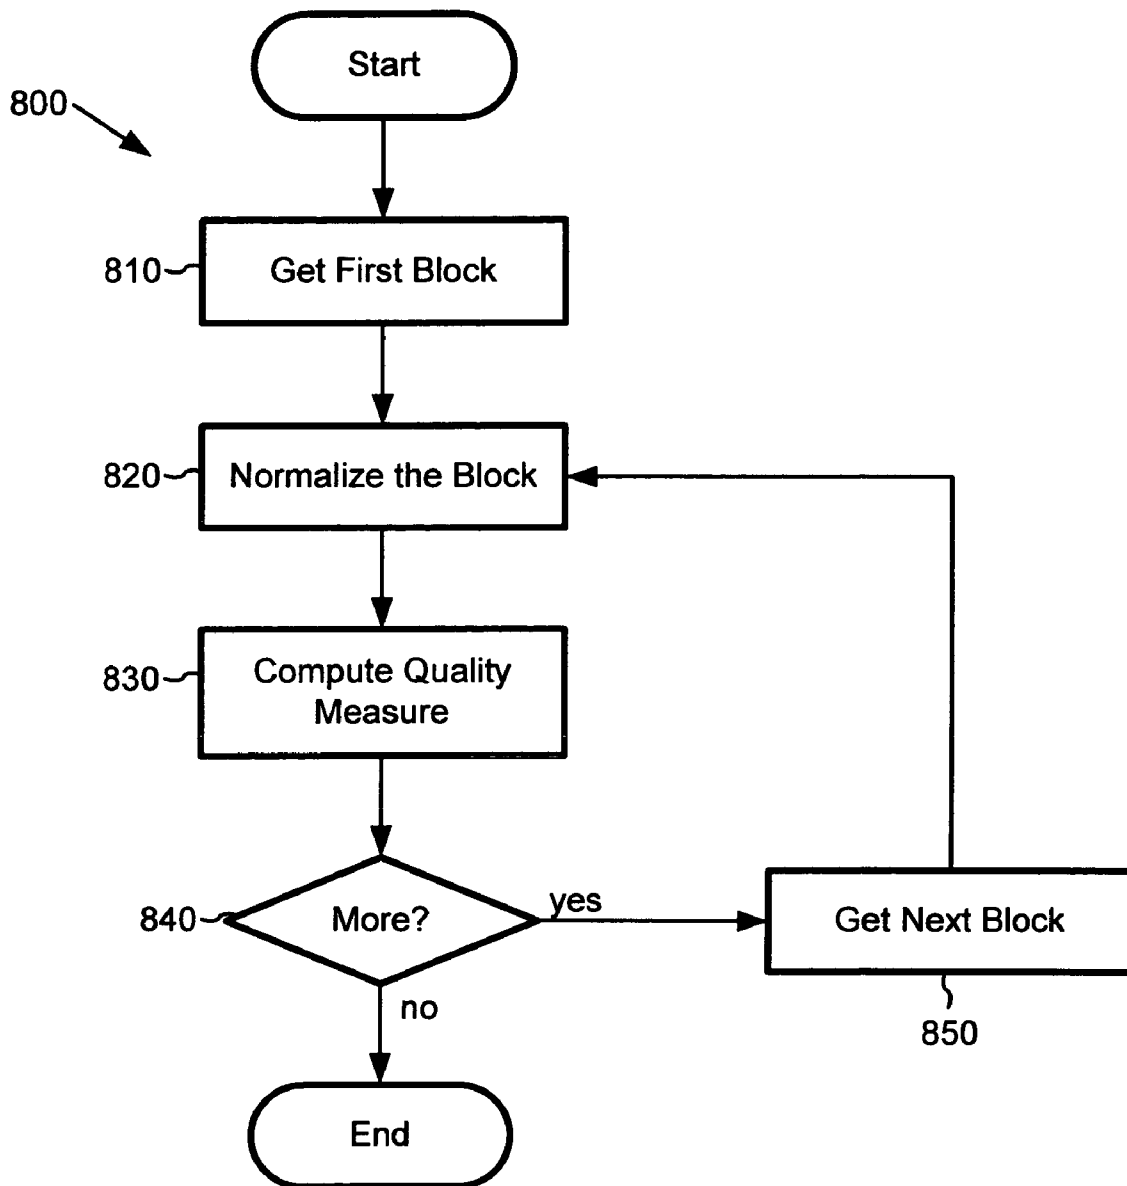 Start
800
810
Get First Block
820
Normalize the Block
830
Compute Quality
Measure
840
More?
yes
Get Next Block
850
no
End